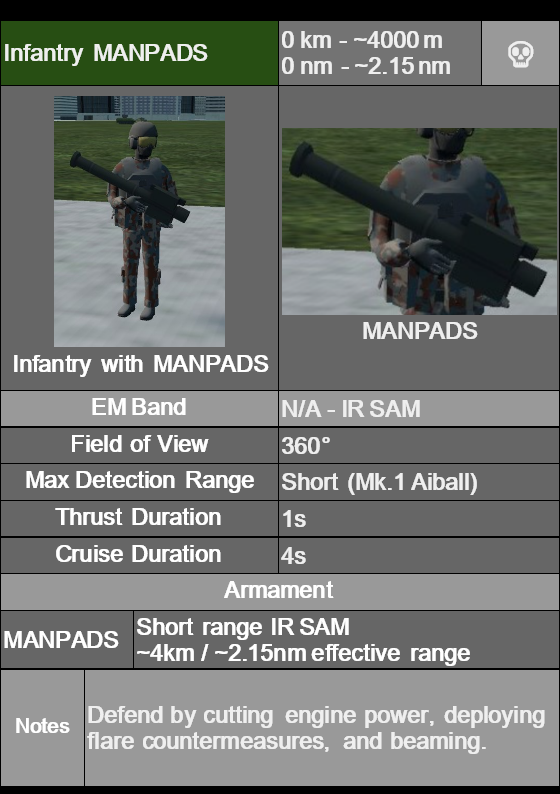 Infantry MANPADS
0 km - ~4000 m
0 nm - ~2.15 nm
Infantry with MANPADS
MANPADS
EM Band
N/A - IR SAM
Field of View
360°
Max Detection Range
Short (Mk.1 Aiball)
Thrust Duration
1s
Cruise Duration
4s
Armament
MANPADS
Short range IR SAM
~4km / ~2.15nm effective range
Notes
Defend by cutting engine power, deploying
flare countermeasures, and beaming.